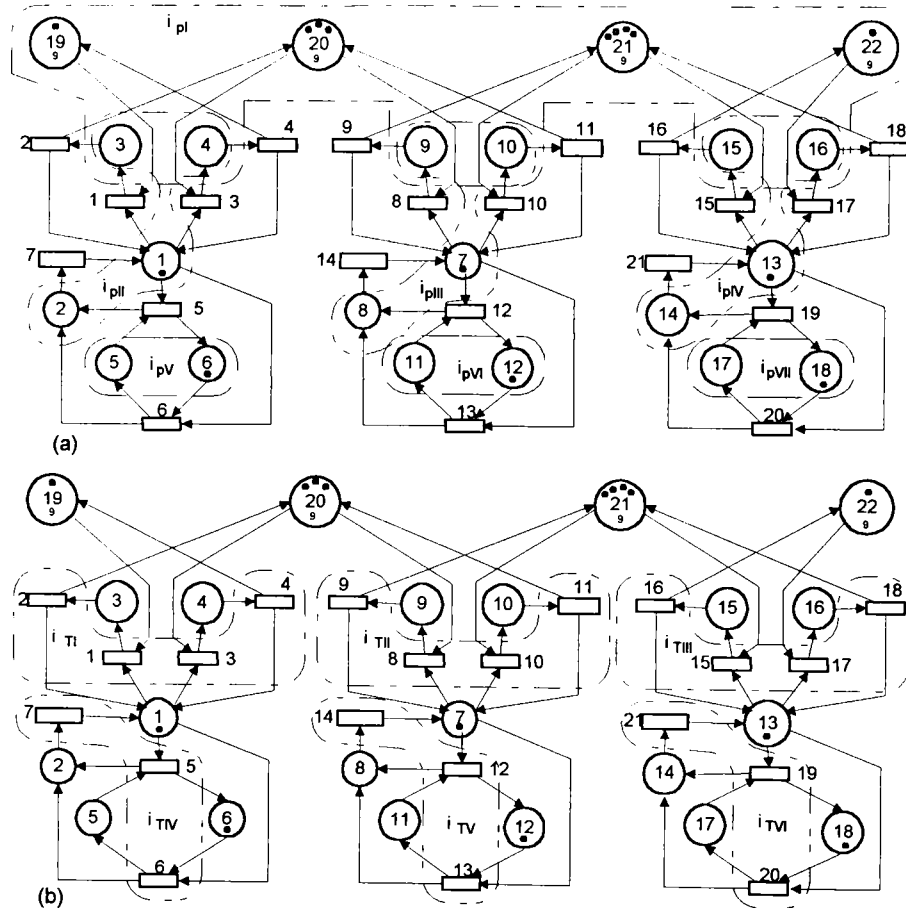 i pI
19 20 21 22
9 9 9 9
2 3 4 4 9 9 10 11 16 15 16 18
1 3 8 10 15 17
7 1 14 7 21 13
i pII i pIII i pIV
2 5 8 12 14 19
5 i pV 6 11 i pVI 12 17 i pVII 18
6 13 20
(a)
19 20 21 22
9 9 9 9
2 3 4 4 9 9 10 11 16 15 16 18
i TI 1 3 i TII 8 10 i TIII 15 17
7 1 14 7 21 13
2 5 8 12 14 19
5 i TIV 6 11 i TV 12 17 i TVI 18
6 13 20
(b)